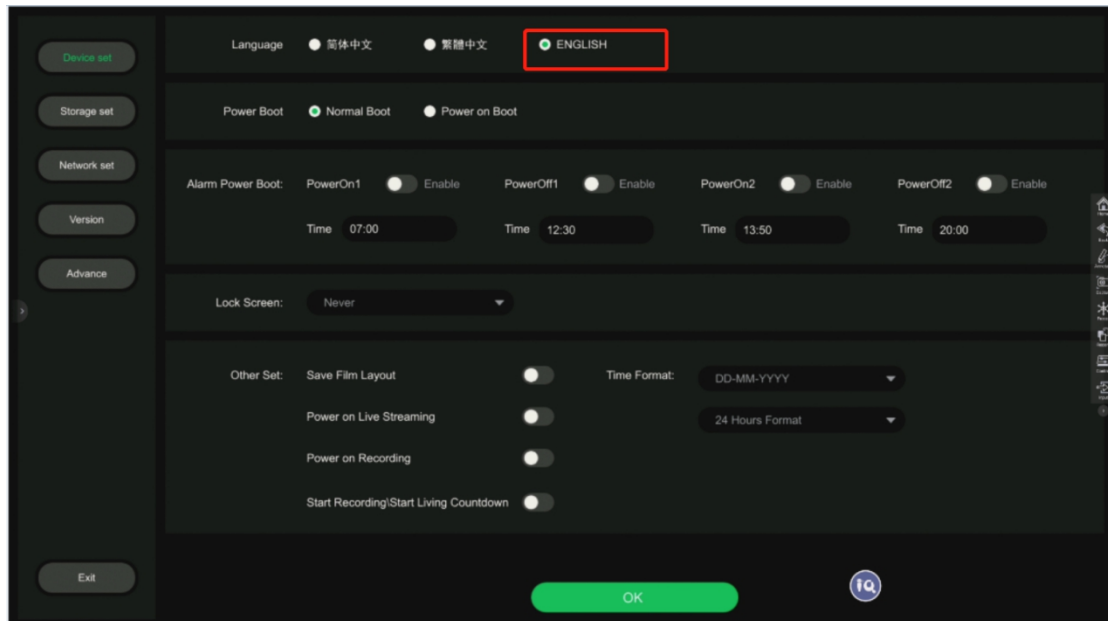 Device set
Storage set
Network set
Version
Advance
Exit
Language 简体中文 繁體中文 ENGLISH
Power Boot Normal Boot Power on Boot
Alarm Power Boot: PowerOn1 Enable PowerOff1 Enable PowerOn2 Enable PowerOff2 Enable
Time 07:00 Time 12:30 Time 13:50 Time 20:00
Lock Screen: Never
Other Set: Save Film Layout Time Format: DD-MM-YYYY
Power on Live Streaming 24 Hours Format
Power on Recording
Start Recording\Start Living Countdown
OK
iQ